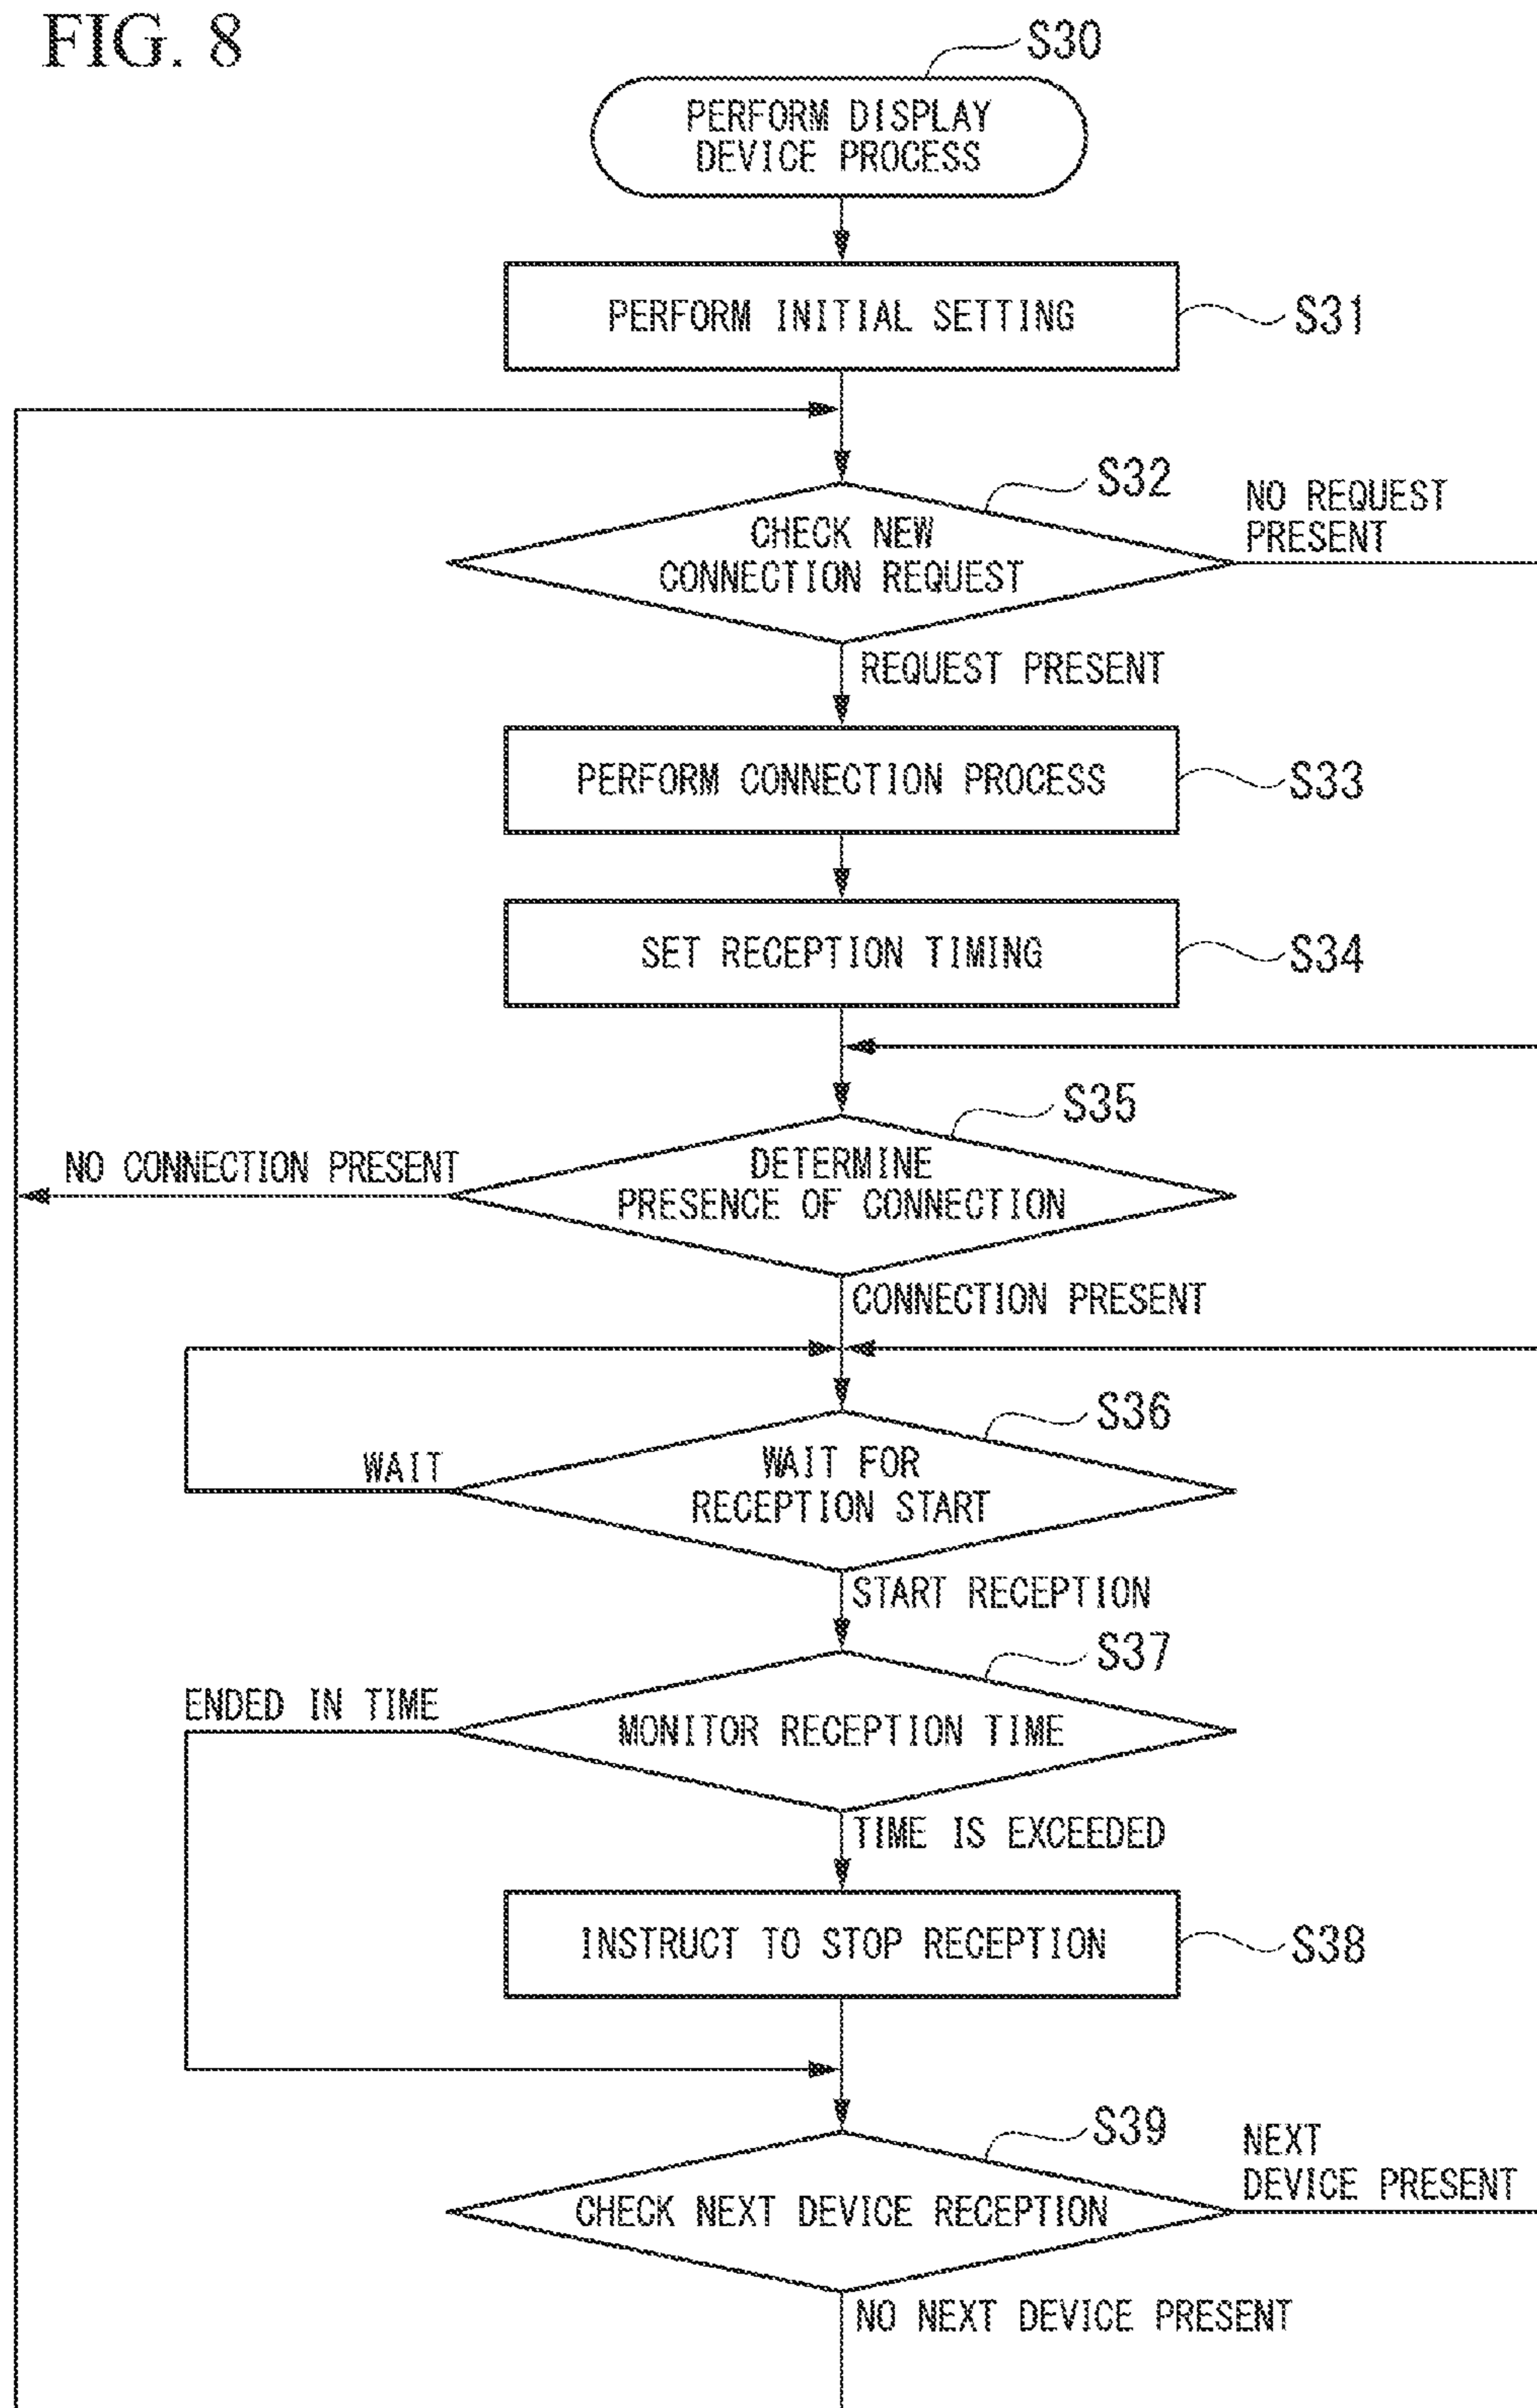 FIG. 8
S30
PERFORM DISPLAY
DEVICE PROCESS
PERFORM INITIAL SETTING
S31
S32
CHECK NEW
CONNECTION REQUEST
NO REQUEST
PRESENT
REQUEST PRESENT
PERFORM CONNECTION PROCESS
S33
SET RECEPTION TIMING
S34
S35
DETERMINE
PRESENCE OF CONNECTION
NO CONNECTION PRESENT
CONNECTION PRESENT
S36
WAIT FOR
RECEPTION START
WAIT
START RECEPTION
S37
MONITOR RECEPTION TIME
ENDED IN TIME
TIME IS EXCEEDED
INSTRUCT TO STOP RECEPTION
S38
S39
CHECK NEXT DEVICE RECEPTION
NEXT
DEVICE PRESENT
NO NEXT DEVICE PRESENT